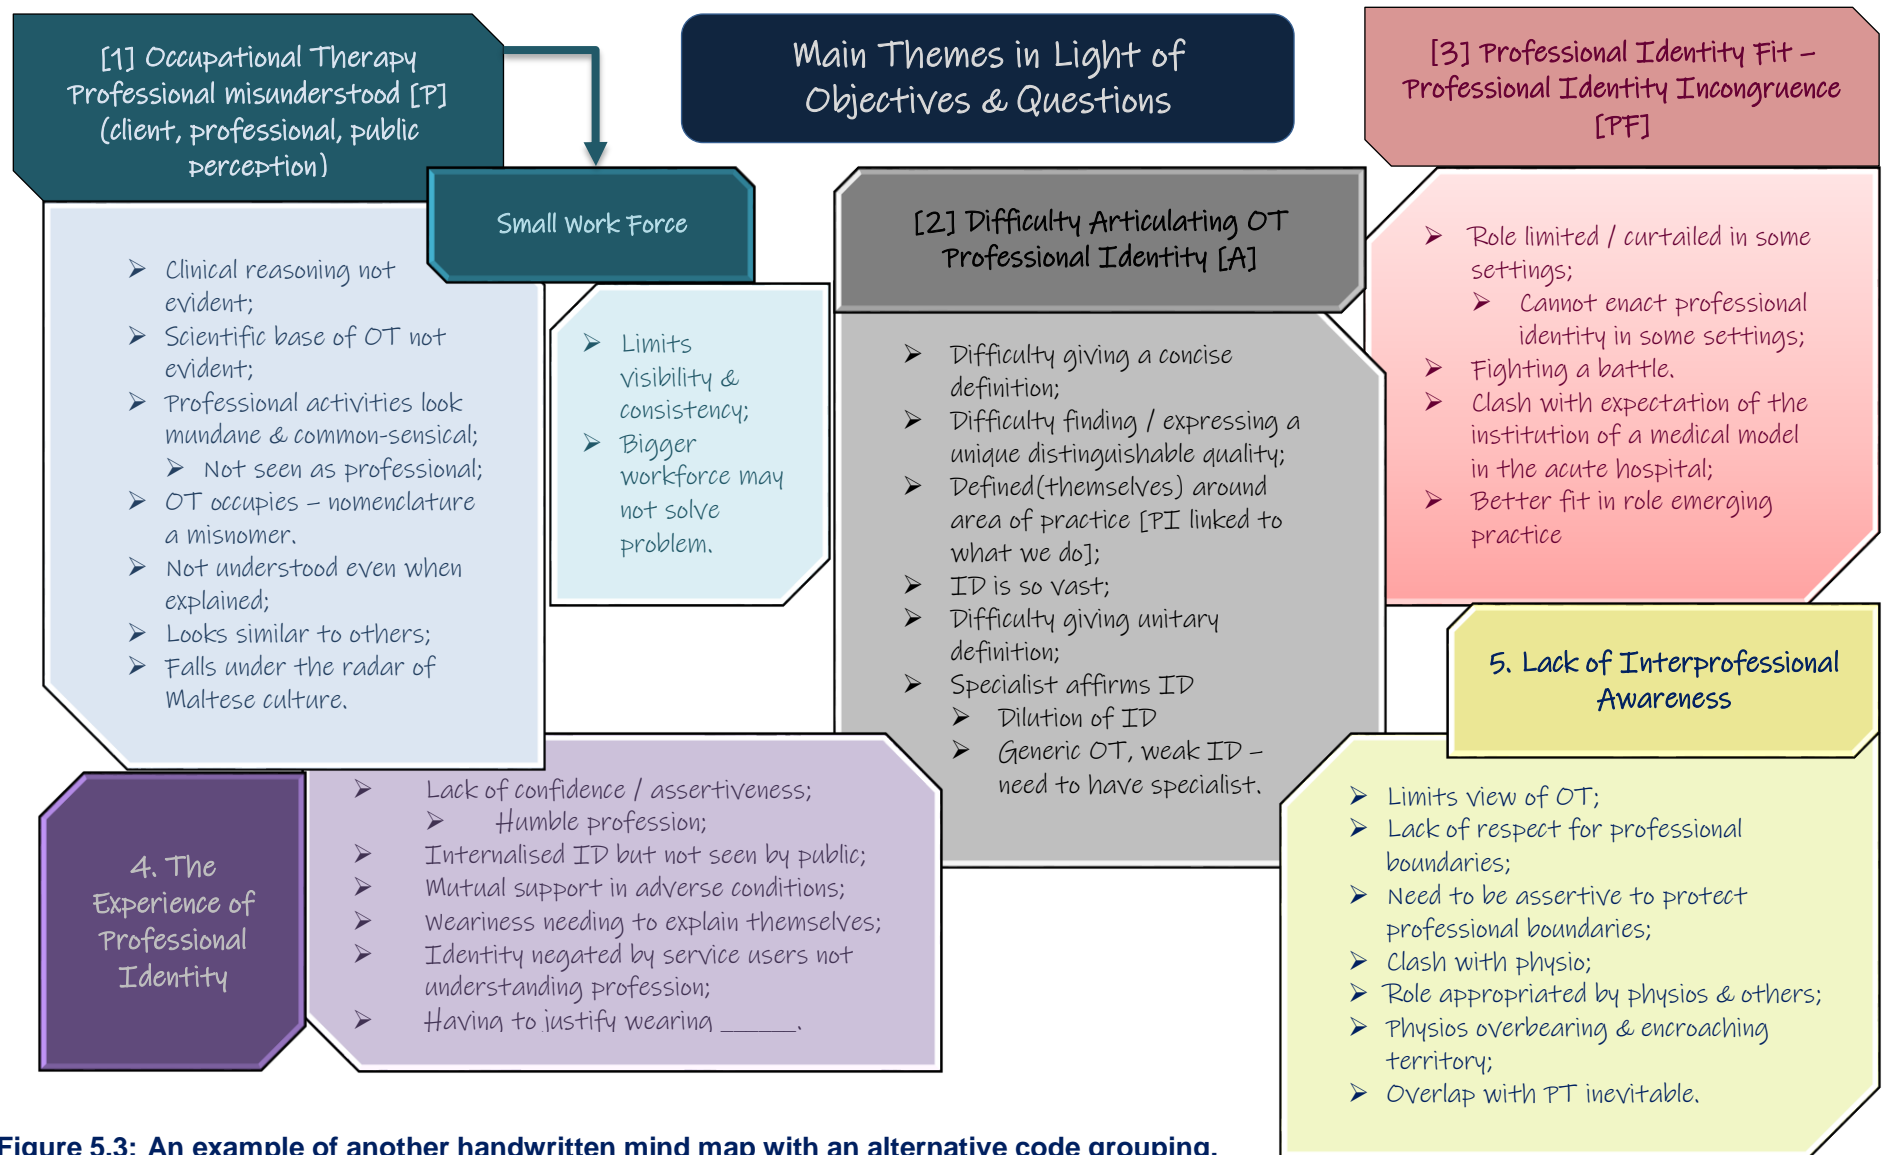 Main Themes in Light of
Objectives & Questions
[1] Occupational Therapy
Professional misunderstood [P]
(client, professional, public
perception)
➢ Clinical reasoning not
evident;
➢ Scientific base of OT not
evident;
➢ Professional activities look
mundane & common-sensical;
➢ Not seen as professional;
➢ OT occupies – nomenclature
a misnomer.
➢ Not understood even when
explained;
➢ Looks similar to others;
➢ Falls under the radar of
Maltese culture.
Small Work Force
➢ Limits
visibility &
consistency;
➢ Bigger
workforce may
not solve
problem.
[2] Difficulty Articulating OT
Professional Identity [A]
➢ Difficulty giving a concise
definition;
➢ Difficulty finding / expressing a
unique distinguishable quality;
➢ Defined(themselves) around
area of practice [PI linked to
what we do];
➢ ID is so vast;
➢ Difficulty giving unitary
definition;
➢ Specialist affirms ID
➢ Dilution of ID
➢ Generic OT, weak ID –
need to have specialist.
[3] Professional Identity Fit –
Professional Identity Incongruence
[PF]
➢ Role limited / curtailed in some
settings;
➢ Cannot enact professional
identity in some settings;
➢ Fighting a battle.
➢ Clash with expectation of the
institution of a medical model
in the acute hospital;
➢ Better fit in role emerging
practice
4. The
Experience of
Professional
Identity
➢ Lack of confidence / assertiveness;
➢ Humble profession;
➢ Internalised ID but not seen by public;
➢ Mutual support in adverse conditions;
➢ Weariness needing to explain themselves;
➢ Identity negated by service users not
understanding profession;
➢ Having to justify wearing ______.
5. Lack of Interprofessional
Awareness
➢ Limits view of OT;
➢ Lack of respect for professional
boundaries;
➢ Need to be assertive to protect
professional boundaries;
➢ Clash with physio;
➢ Role appropriated by physios & others;
➢ Physios overbearing & encroaching
territory;
➢ Overlap with PT inevitable.
Figure 5.3: An example of another handwritten mind map with an alternative code grouping.